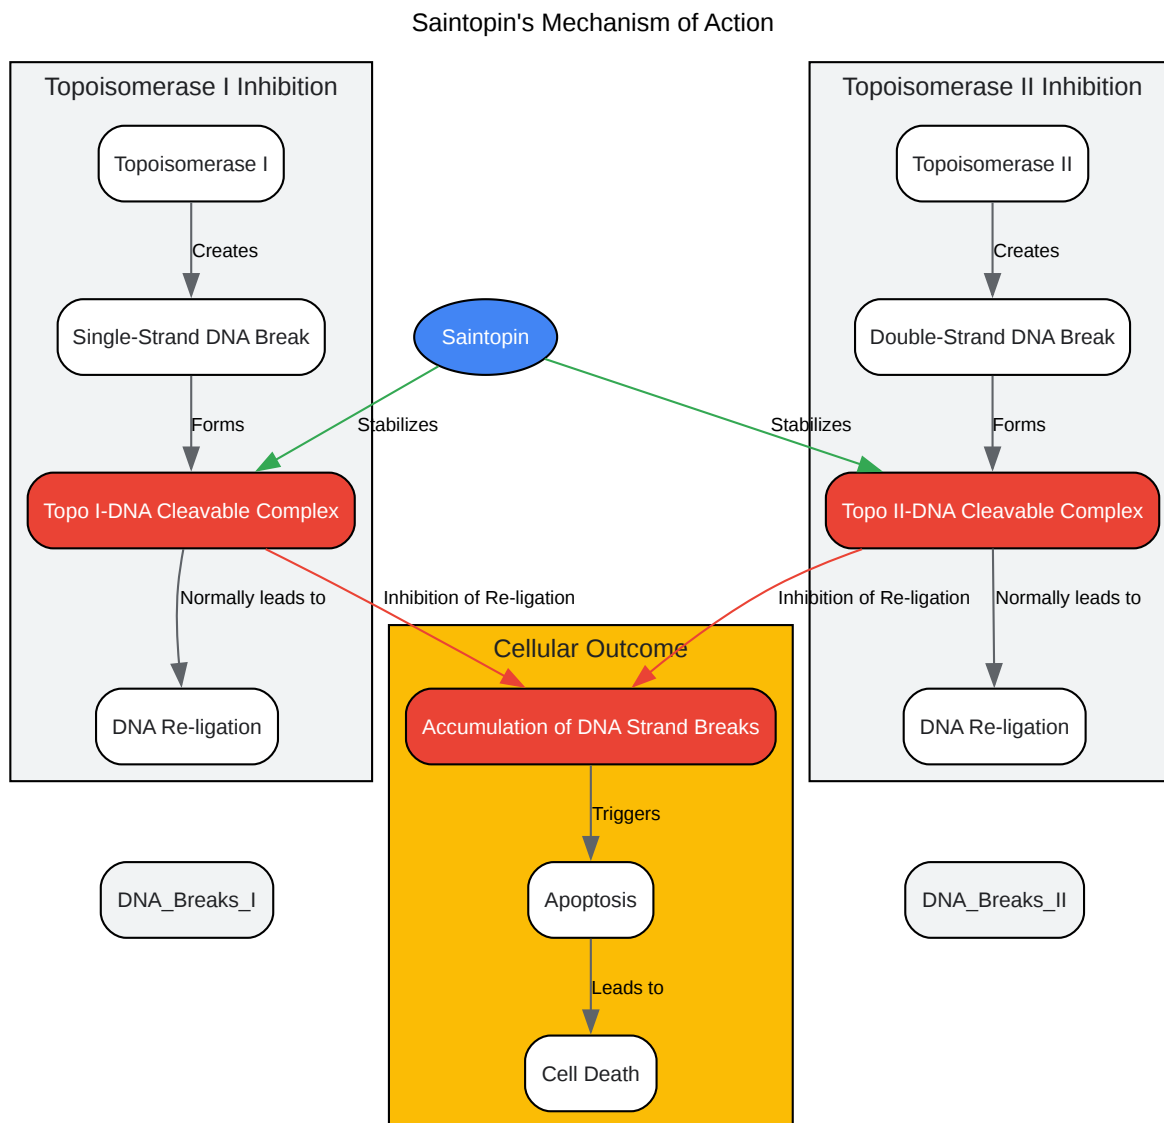 Saintopin's Mechanism of Action
Topoisomerase I Inhibition
Topoisomerase II Inhibition
Topoisomerase I
Topoisomerase II
Creates
Creates
Single-Strand DNA Break
Saintopin
Double-Strand DNA Break
Forms
Stabilizes
Stabilizes
Forms
Topo I-DNA Cleavable Complex
Topo II-DNA Cleavable Complex
Normally leads to
Inhibition of Re-ligation
Inhibition of Re-ligation
Normally leads to
Cellular Outcome
DNA Re-ligation
Accumulation of DNA Strand Breaks
DNA Re-ligation
Triggers
DNA_Breaks_I
Apoptosis
DNA_Breaks_II
Leads to
Cell Death